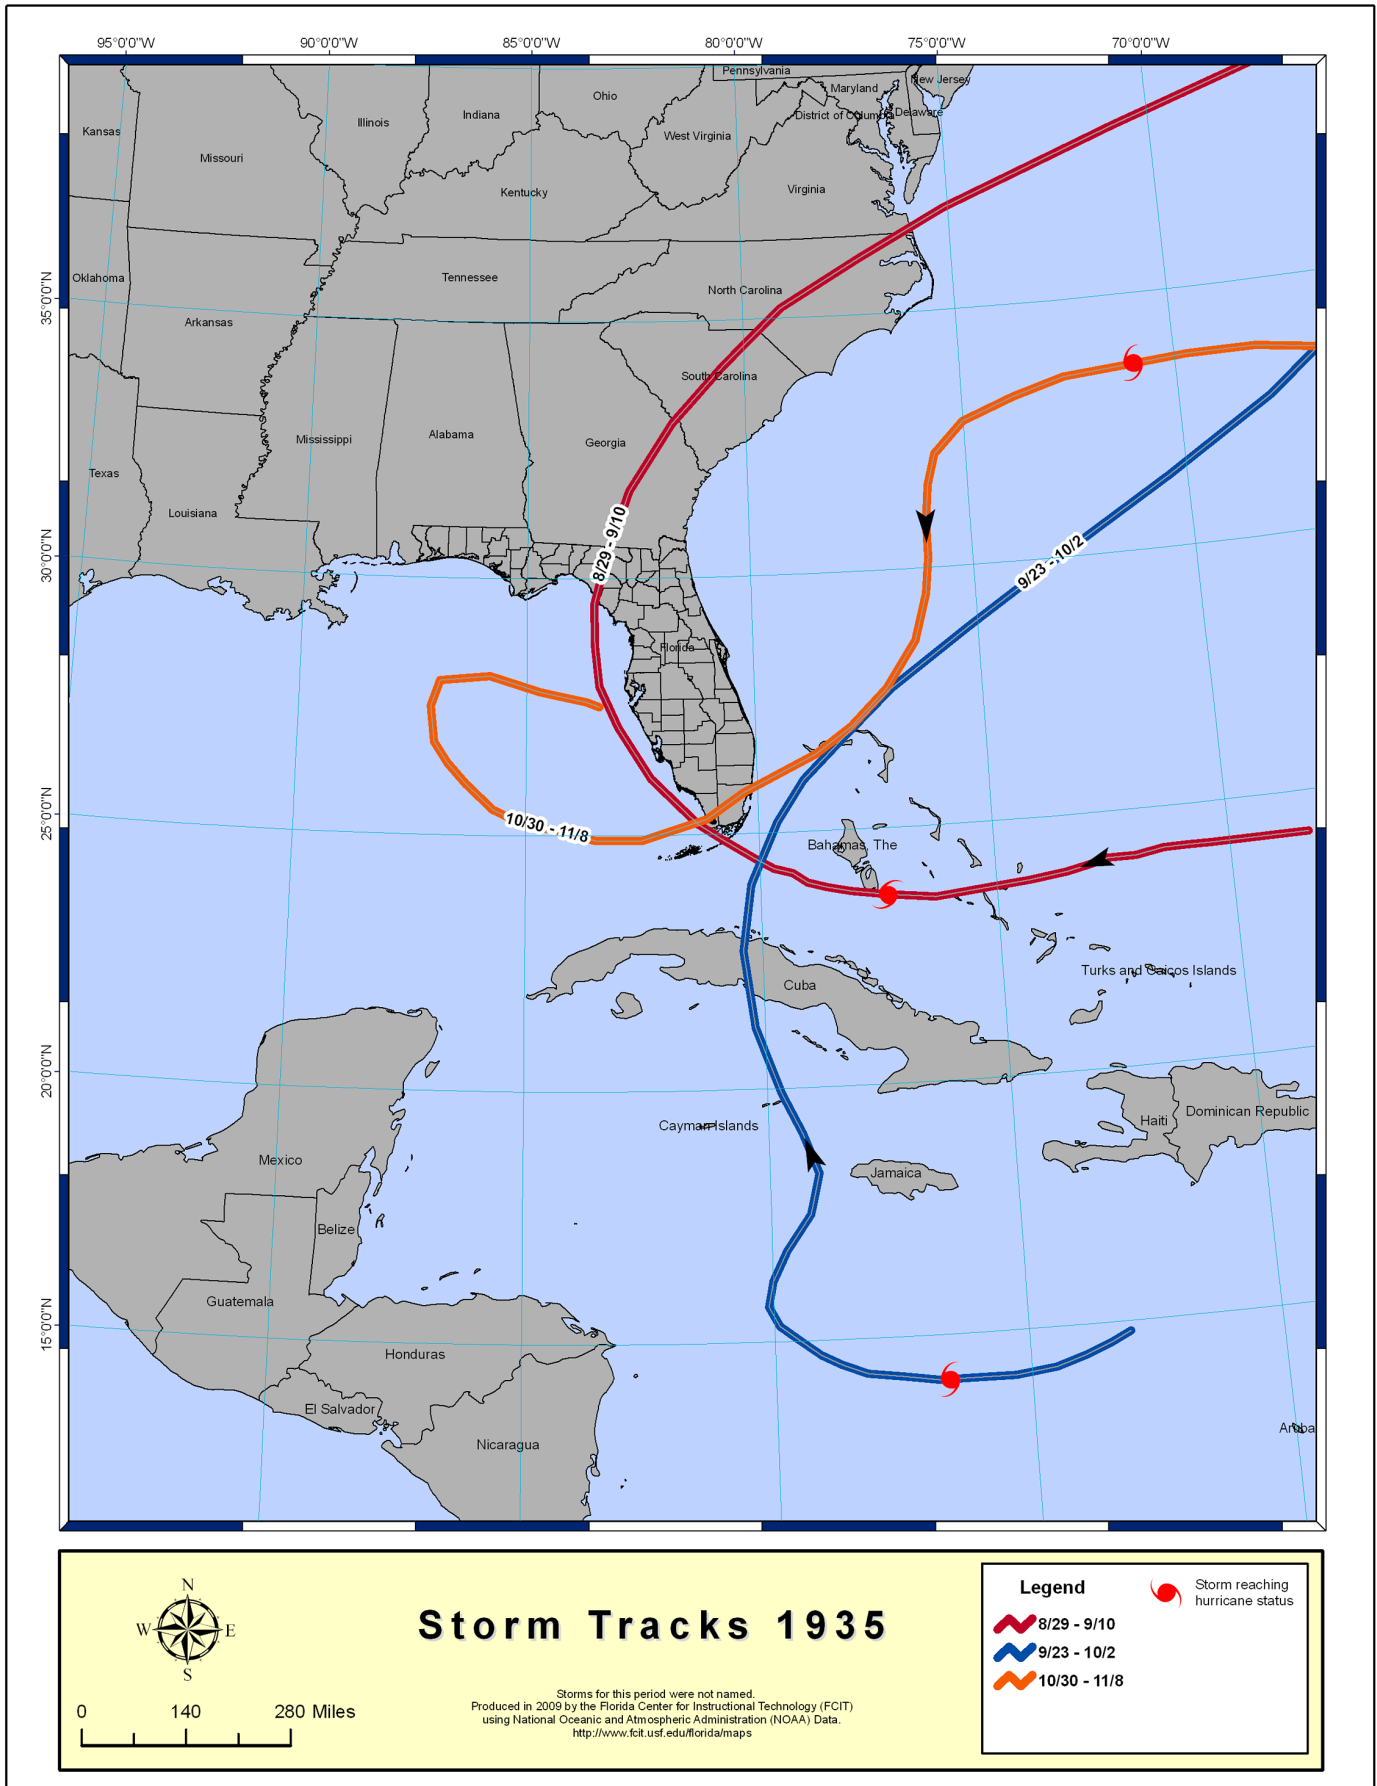 95°0'0"W 90°0'0"W 85°0'0"W 80°0'0"W 75°0'0"W 70°0'0"W
Pennsylvania
New Jersey
Maryland
Ohio
Delaware
District of Columbia
Indiana
Illinois
Kansas
West Virginia
Missouri
Virginia
Kentucky
Oklahoma
Tennessee
North Carolina
35°0'0"N
Arkansas
South Carolina
Mississippi
Alabama
Georgia
Texas
Louisiana
30°0'0"N
8/29 - 9/10
9/23 - 10/2
Florida
25°0'0"N
10/30 - 11/8
Bahamas, The
Turks and Caicos Islands
Cuba
20°0'0"N
Cayman Islands
Haiti
Dominican Republic
Mexico
Jamaica
Belize
Guatemala
15°0'0"N
Honduras
El Salvador
Nicaragua
Aruba
N
W
E
S
0 140 280 Miles
Storm Tracks 1935
Storms for this period were not named.
Produced in 2009 by the Florida Center for Instructional Technology (FCIT)
using National Oceanic and Atmospheric Administration (NOAA) Data.
http://www.fcit.usf.edu/florida/maps
Legend
8/29 - 9/10
9/23 - 10/2
10/30 - 11/8
Storm reaching
hurricane status